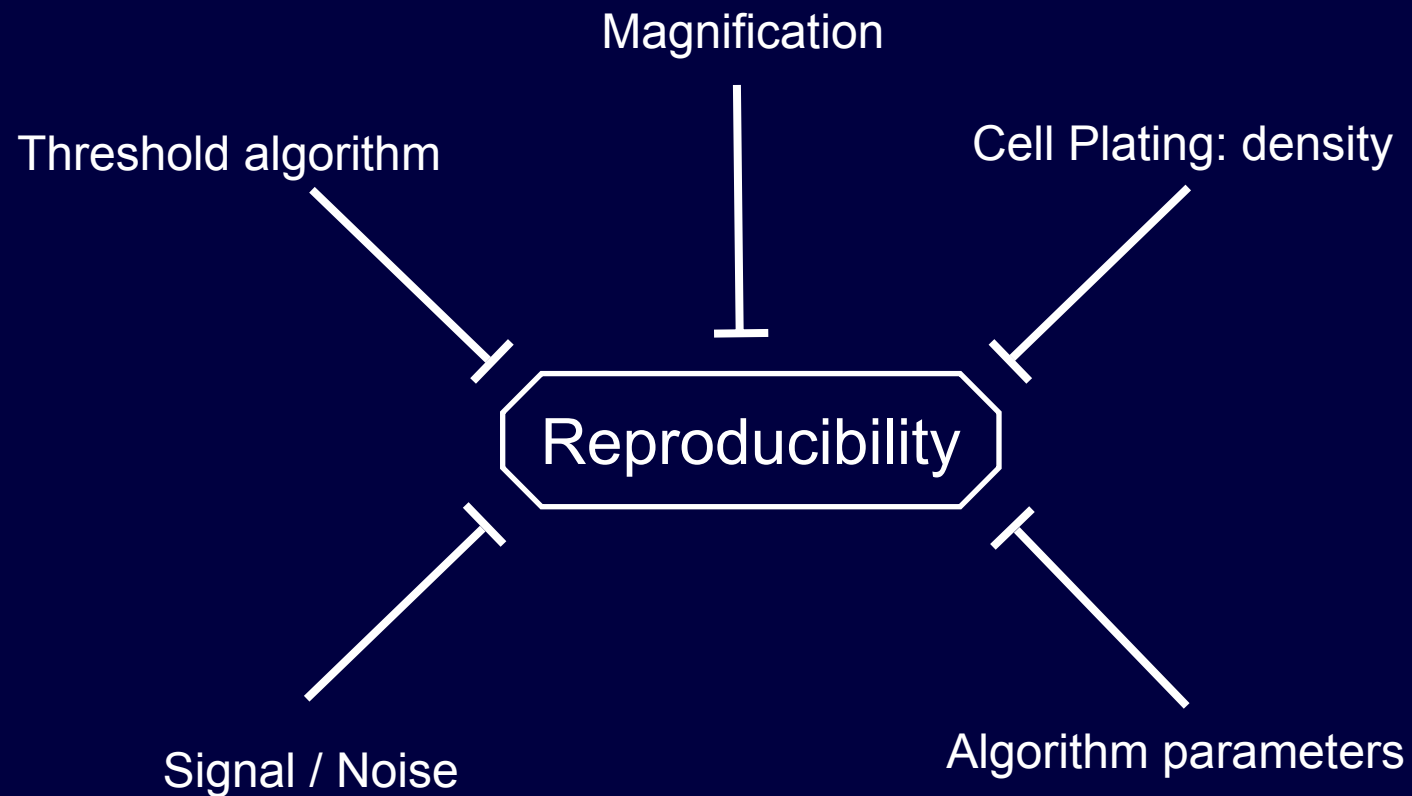 Magnification
Threshold algorithm
Cell Plating: density
Reproducibility
Signal / Noise
Algorithm parameters